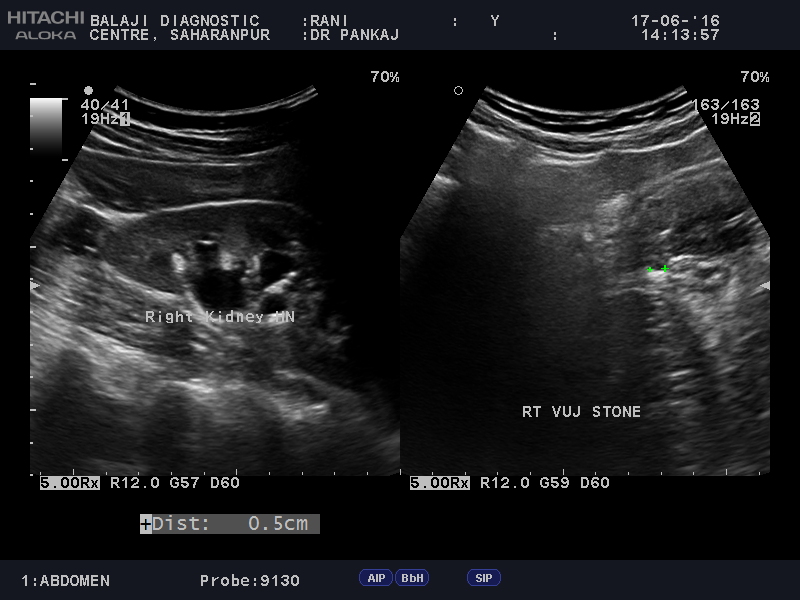 HITACHI
ALOKA
BALAJI DIAGNOSTIC :RANI : Y 17-06-'16
CENTRE, SAHARANPUR :DR PANKAJ : 14:13:57
70%
40/41
19Hz1
70%
163/163
19Hz2
Right Kidney HN
RT VUJ STONE
5.00Rx R12.0 G57 D60
5.00Rx R12.0 G59 D60
+Dist: 0.5cm
1:ABDOMEN Probe:9130 AIP BbH SIP